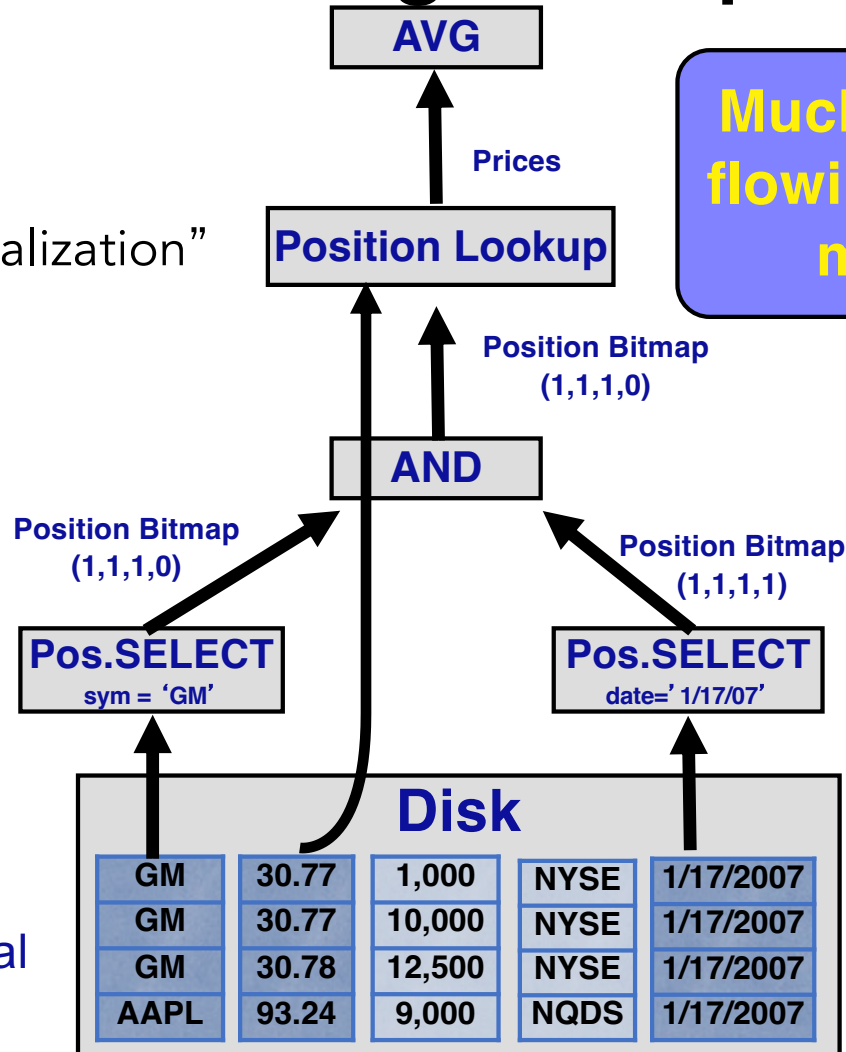 AVG
Prices
Position Lookup
Position Bitmap
(1,1,1,0)
AND
Position Bitmap
(1,1,1,0)
Position Bitmap
(1,1,1,1)
Pos.SELECT
sym = ‘GM’
Pos.SELECT
date=’ 1/17/07’
Disk
GM 30.77 1,000 NYSE 1/17/2007
GM 30.77 10,000 NYSE 1/17/2007
GM 30.78 12,500 NYSE 1/17/2007
AAPL 93.24 9,000 NQDS 1/17/2007